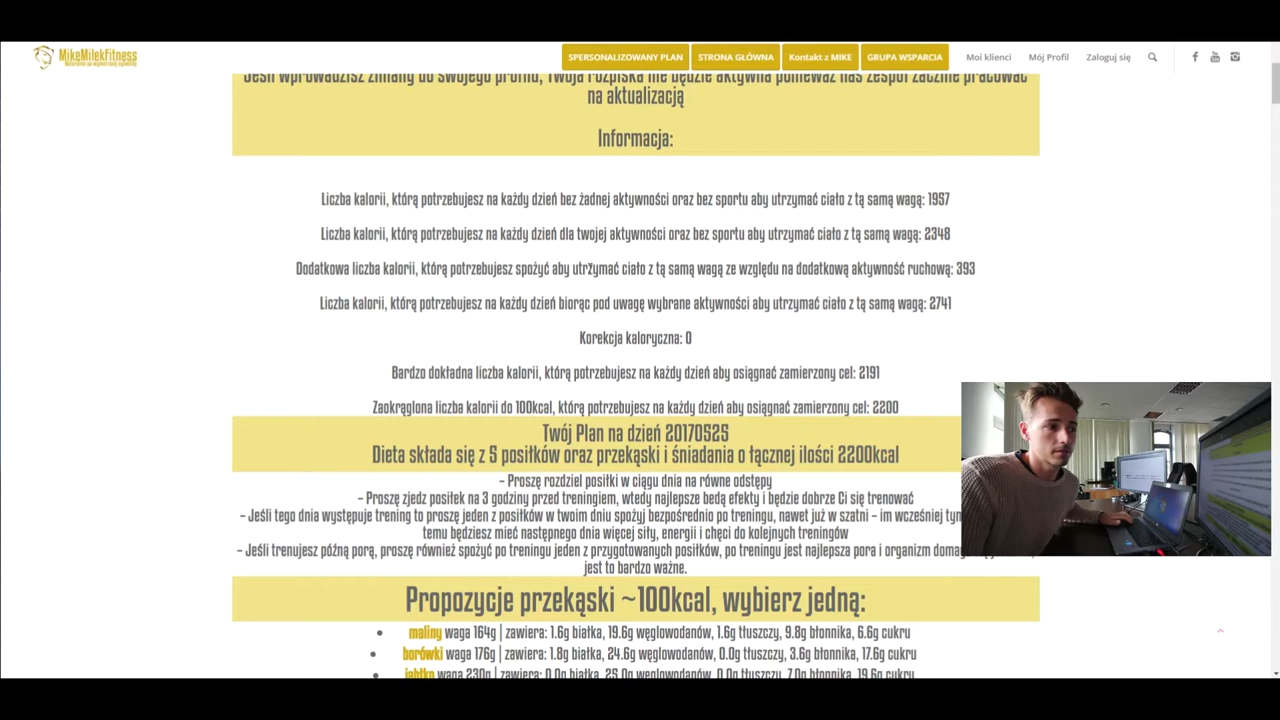 MikeMilekFitness
SPERSONALIZOWANY PLAN
STRONA GŁÓWNA
Kontakt z MIKE
GRUPA WSPARCIA
Moi klienci
Mój Profil
Zaloguj się
Jeśli wprowadzisz zmiany do swojego profilu, Twoja rozpiska nie będzie aktywna ponieważ nas zespół zacznie pracować
na aktualizacją
Informacja:
Liczba kalorii, którą potrzebujesz na każdy dzień bez żadnej aktywności oraz bez sportu aby utrzymać ciało z tą samą wagą: 1957
Liczba kalorii, którą potrzebujesz na każdy dzień dla twojej aktywności oraz bez sportu aby utrzymać ciało z tą samą wagą: 2348
Dodatkowa liczba kalorii, którą potrzebujesz spożyć aby utrzymać ciało z tą samą wagą ze względu na dodatkową aktywność ruchową: 393
Liczba kalorii, którą potrzebujesz na każdy dzień biorąc pod uwagę wybrane aktywności aby utrzymać ciało z tą samą wagą: 2741
Korekcja kaloryczna: 0
Bardzo dokładna liczba kalorii, którą potrzebujesz na każdy dzień aby osiągnąć zamierzony cel: 2191
Zaokrąglona liczba kalorii do 100kcal, którą potrzebujesz na każdy dzień aby osiągnąć zamierzony cel: 2200
Twój Plan na dzień 20170525
Dieta składa się z 5 posiłków oraz przekąski i śniadania o łącznej ilości 2200kcal
– Proszę rozdziel posiłki w ciągu dnia na równe odstępy
– Proszę zjedz posiłek na 3 godziny przed treningiem, wtedy najlepsze bedą efekty i będzie dobrze Ci się trenować
– Jeśli tego dnia występuje trening to proszę jeden z posiłków w twoim dniu spożyj bezpośrednio po treningu, nawet już w szatni – im wcześniej tym
temu będziesz mieć następnego dnia więcej siły, energii i chęci do kolejnych treningów
– Jeśli trenujesz późną porą, proszę również spożyć po treningu jeden z przygotowanych posiłków, po treningu jest najlepsza pora i organizm
jest to bardzo ważne.
Propozycje przekąski ~100kcal, wybierz jedną:
• maliny waga 164g | zawiera: 1.6g białka, 19.6g węglowodanów, 1.6g tłuszczy, 9.8g błonnika, 6.6g cukru
• borówki waga 176g | zawiera: 1.8g białka, 24.6g węglowodanów, 0.0g tłuszczy, 3.6g błonnika, 17.6g cukru
• jabłko waga 230g | zawiera: 0.0g białka, 25.0g węglowodanów, 0.0g tłuszczy, 7.0g błonnika, 19.6g cukru